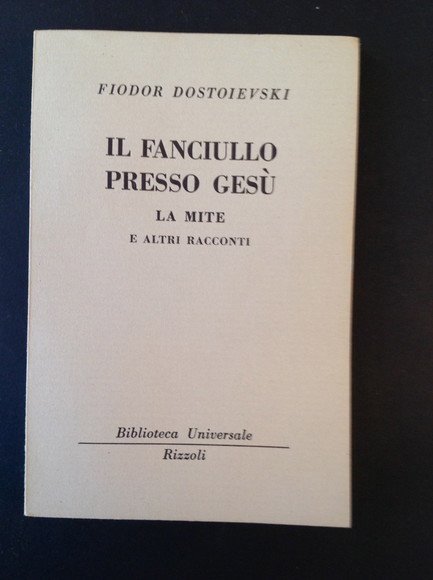 FIODOR DOSTOIEVSKI
IL FANCIULLO
PRESSO GESÙ
LA MITE
E ALTRI RACCONTI
Biblioteca Universale
Rizzoli